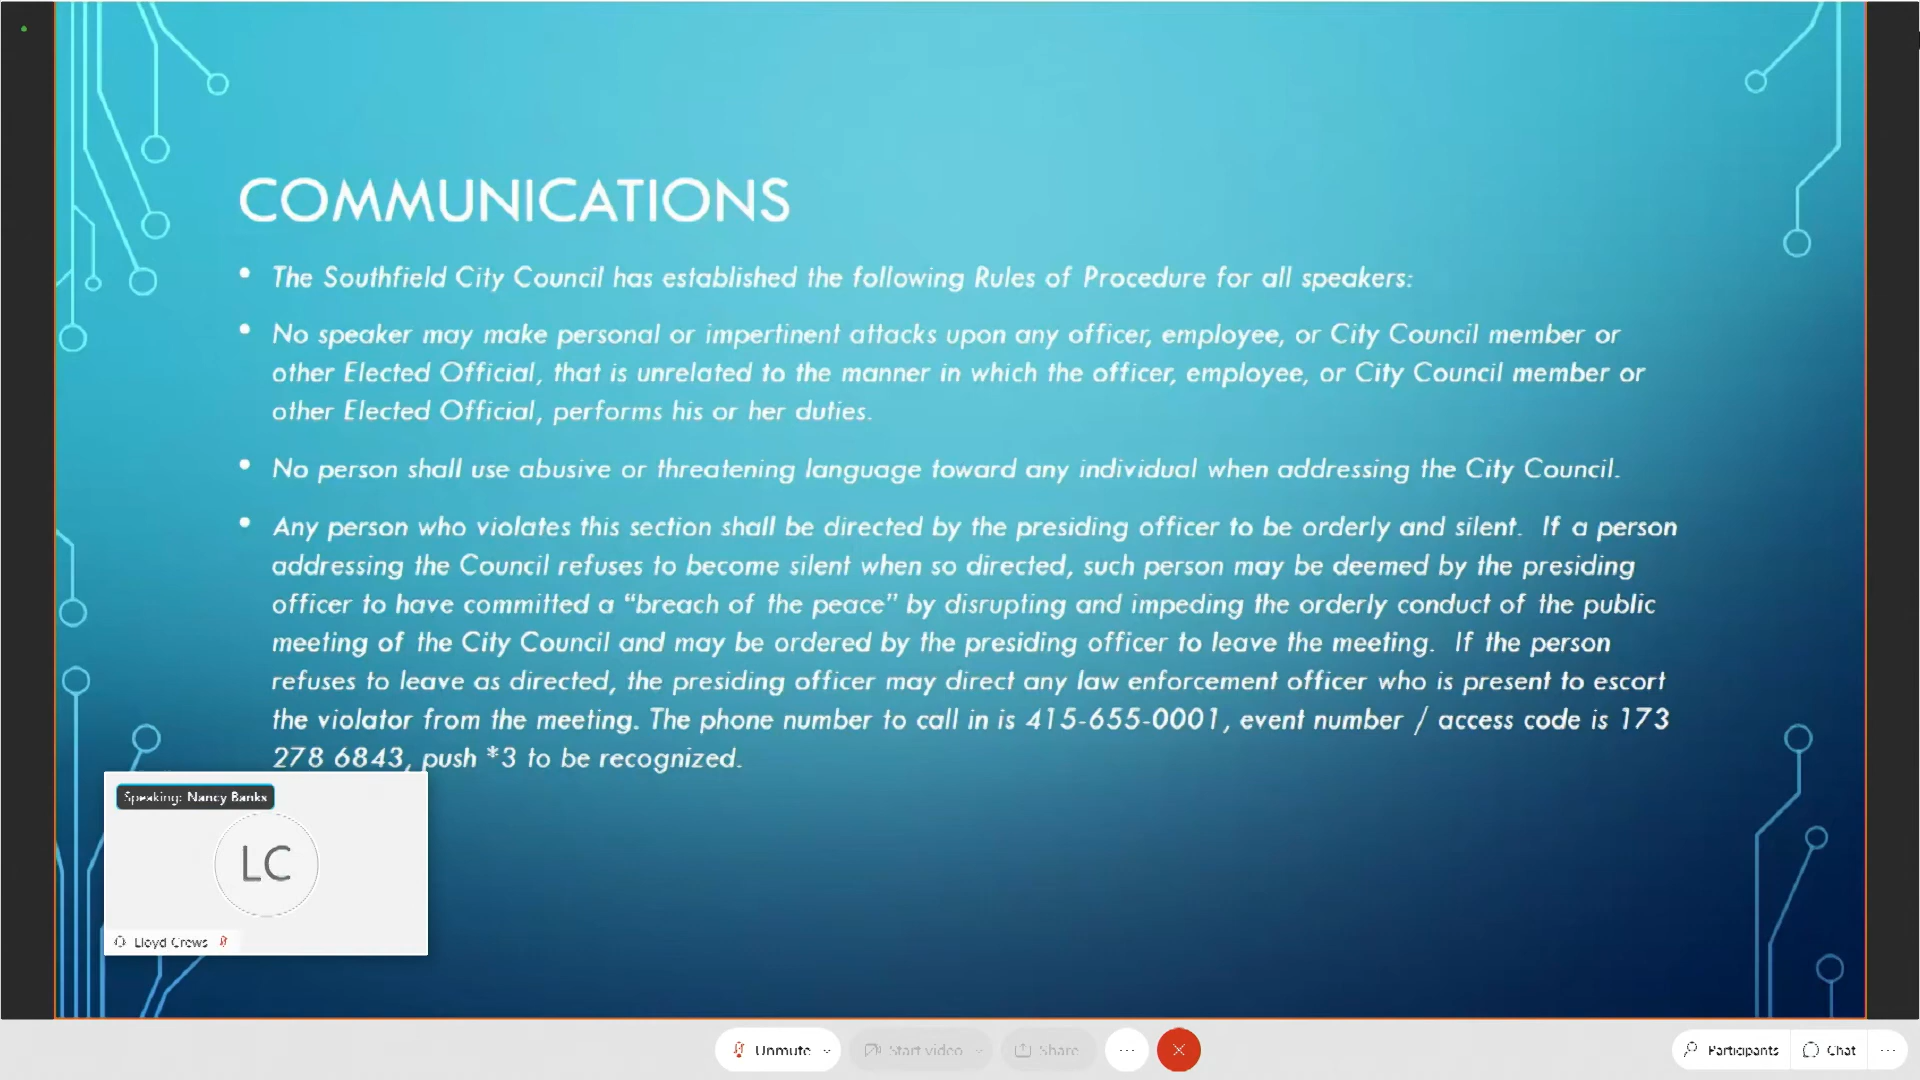 COMMUNICATIONS
• The Southfield City Council has established the following Rules of Procedure for all speakers:
• No speaker may make personal or impertinent attacks upon any officer, employee, or City Council member or
other Elected Official, that is unrelated to the manner in which the officer, employee, or City Council member or
other Elected Official, performs his or her duties.
• No person shall use abusive or threatening language toward any individual when addressing the City Council.
• Any person who violates this section shall be directed by the presiding officer to be orderly and silent.  If a person
addressing the Council refuses to become silent when so directed, such person may be deemed by the presiding
officer to have committed a “breach of the peace” by disrupting and impeding the orderly conduct of the public
meeting of the City Council and may be ordered by the presiding officer to leave the meeting.  If the person
refuses to leave as directed, the presiding officer may direct any law enforcement officer who is present to escort
the violator from the meeting. The phone number to call in is 415-655-0001, event number / access code is 173
278 6843, push *3 to be recognized.
Speaking: Nancy Banks
LC
Lloyd Crews
Unmute
Start video
Share
Participants
Chat